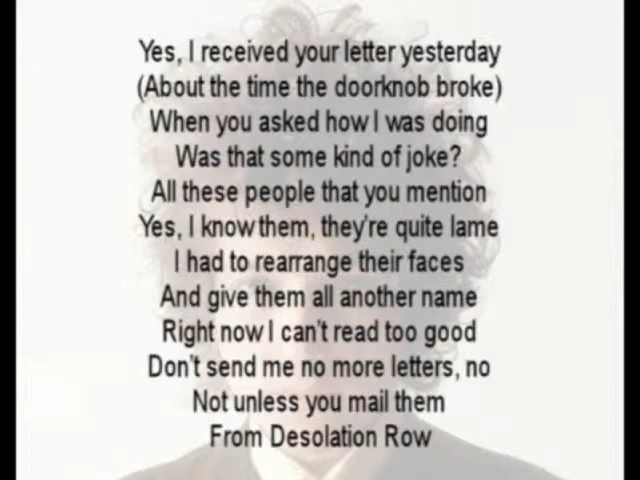 Yes, I received your letter yesterday
(About the time the doorknob broke)
When you asked how I was doing
Was that some kind of joke?
All these people that you mention
Yes, I know them, they're quite lame
I had to rearrange their faces
And give them all another name
Right now I can't read too good
Don't send me no more letters, no
Not unless you mail them
From Desolation Row